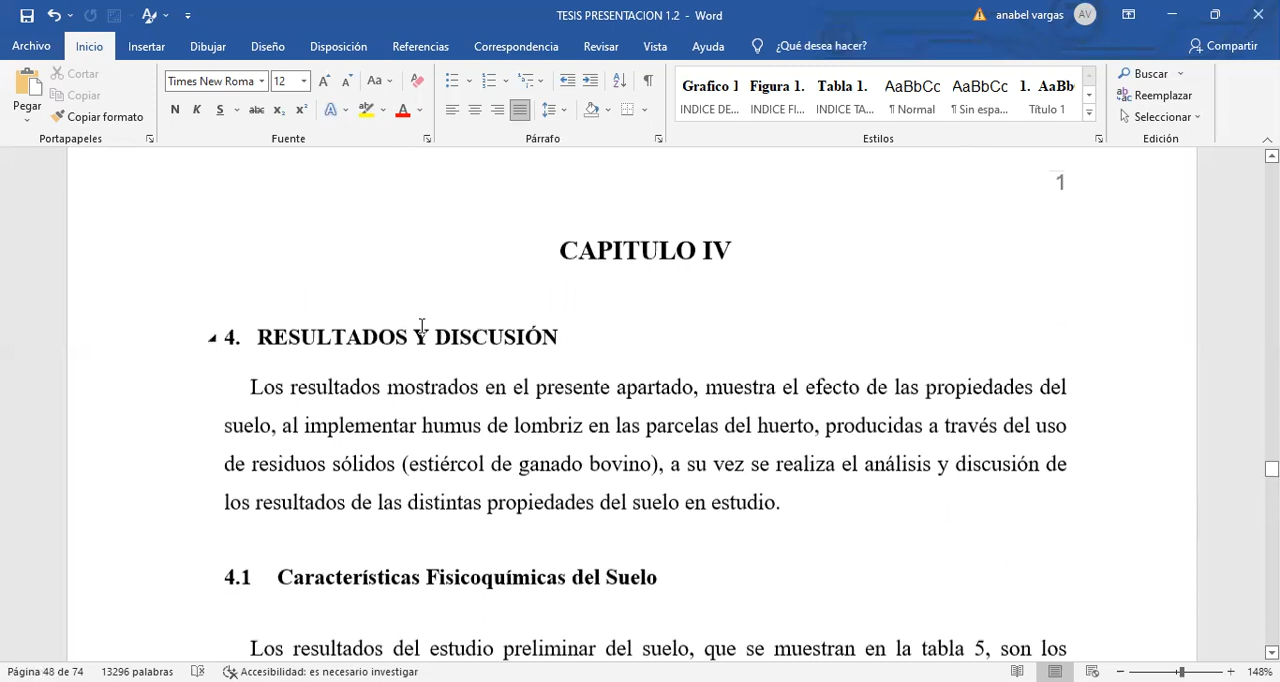 TESIS PRESENTACION 1.2 - Word
anabel vargas
AV
Archivo Inicio Insertar Dibujar Diseño Disposición Referencias Correspondencia Revisar Vista Ayuda ¿Qué desea hacer? Compartir
Pegar
Cortar
Copiar
Copiar formato
Portapapeles
Times New Roma 12
N K S abc x₂ x²
Fuente
Párrafo
Grafico 1 Figura 1. Tabla 1. AaBbCc AaBbCc 1. AaBb
INDICE DE... INDICE FI... INDICE TA... ¶ Normal ¶ Sin espa... Título 1
Estilos
Buscar
Reemplazar
Seleccionar
Edición
1
CAPITULO IV
4. RESULTADOS Y DISCUSIÓN
Los resultados mostrados en el presente apartado, muestra el efecto de las propiedades del
suelo, al implementar humus de lombriz en las parcelas del huerto, producidas a través del uso
de residuos sólidos (estiércol de ganado bovino), a su vez se realiza el análisis y discusión de
los resultados de las distintas propiedades del suelo en estudio.
4.1 Características Fisicoquímicas del Suelo
Los resultados del estudio preliminar del suelo, que se muestran en la tabla 5, son los
Página 48 de 74 13296 palabras Accesibilidad: es necesario investigar 148%